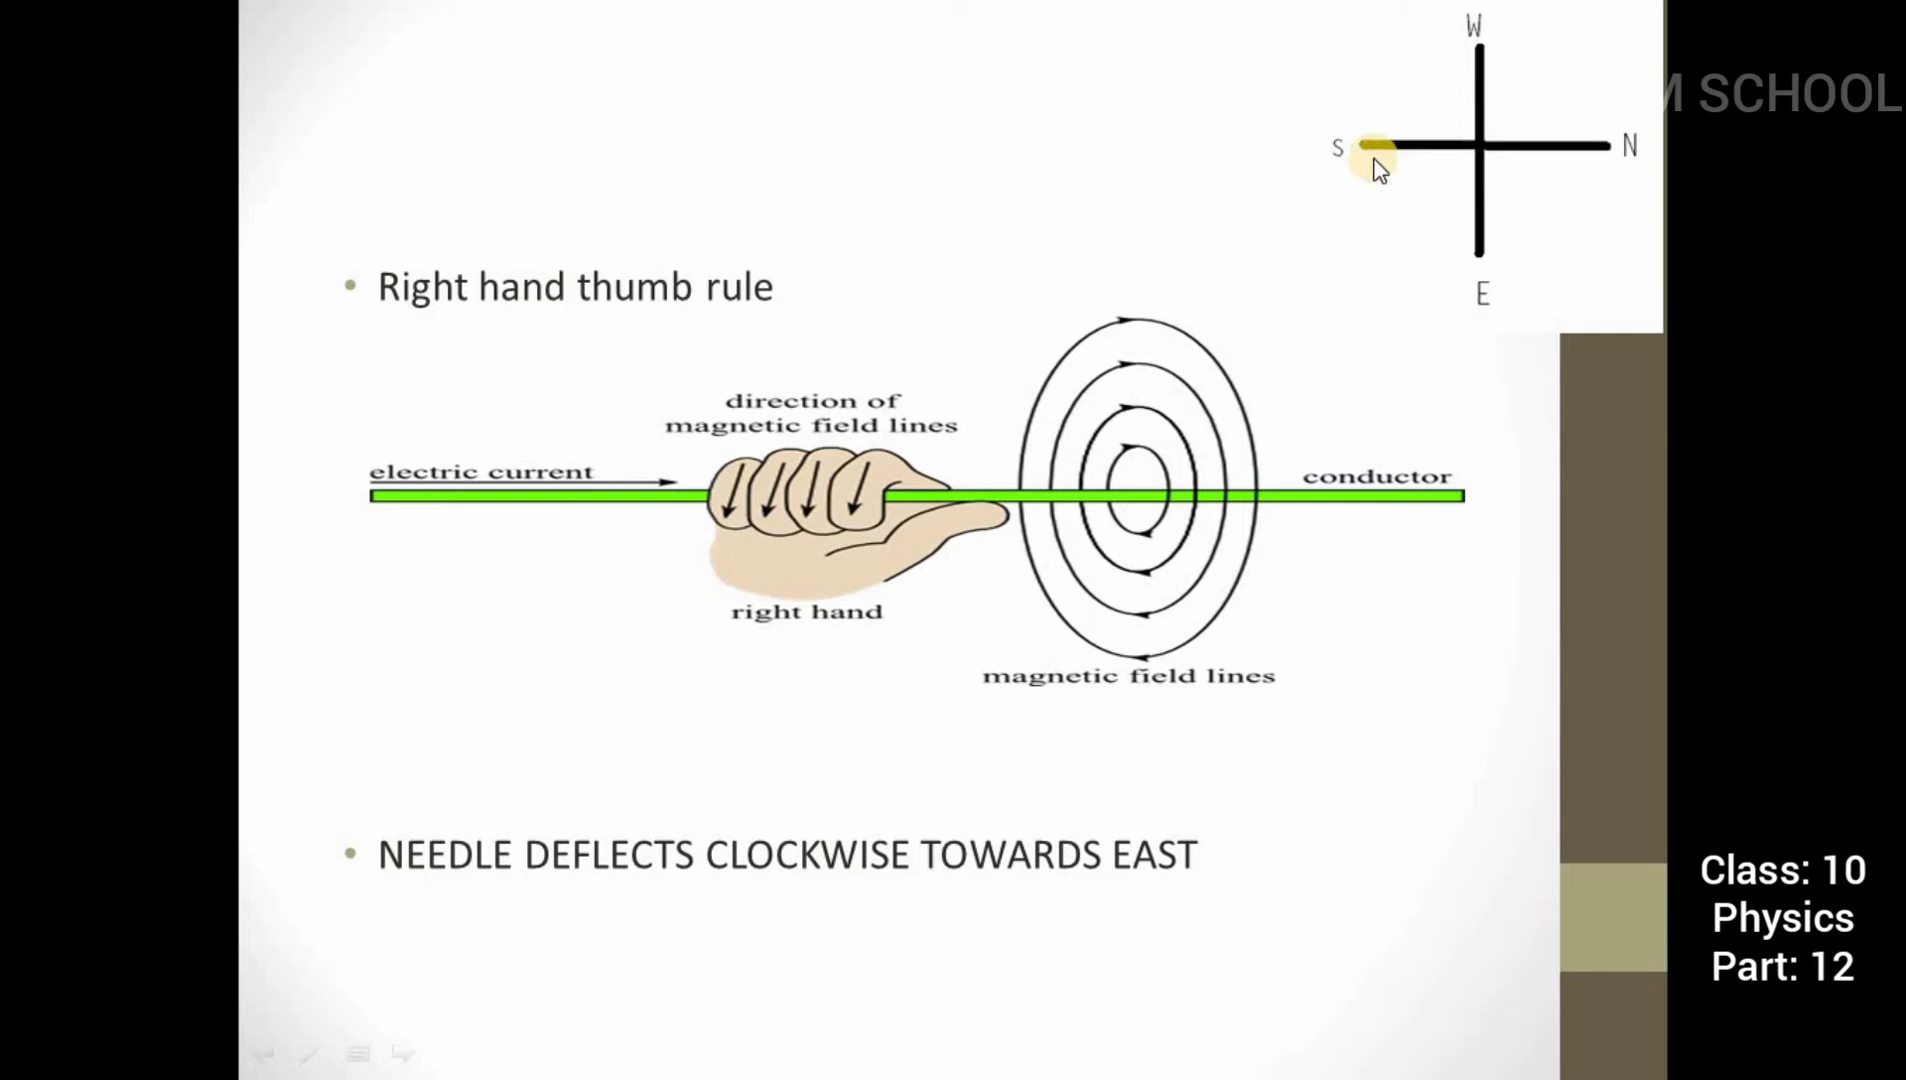 W
M SCHOOL
S
N
E
• Right hand thumb rule
direction of
magnetic field lines
electric current
conductor
right hand
magnetic field lines
• NEEDLE DEFLECTS CLOCKWISE TOWARDS EAST
Class: 10
Physics
Part: 12